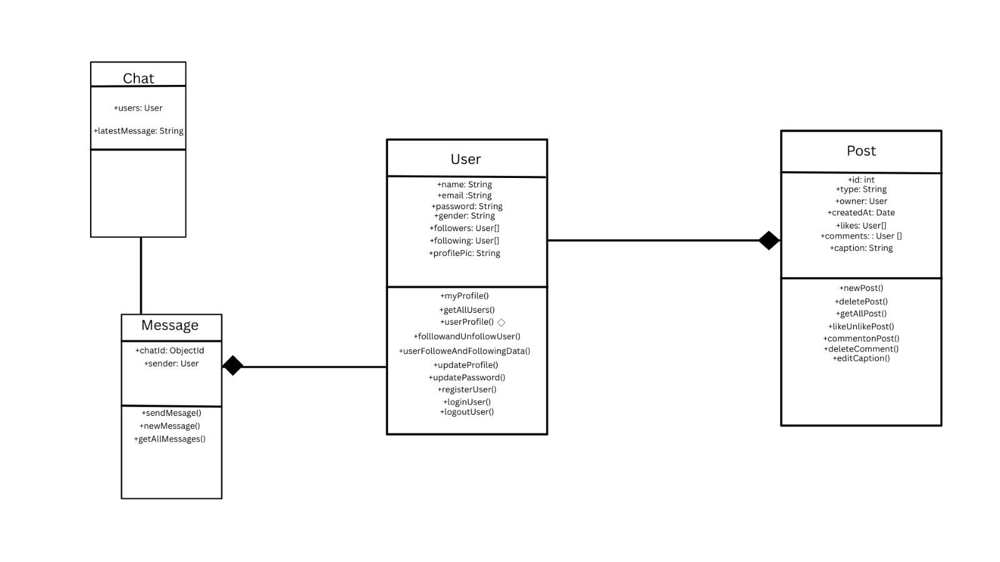 Chat
+users: User
+latestMessage: String
Message
+chatId: ObjectId
+sender: User
+sendMesage()
+newMessage()
+getAllMessages()
User
+name: String
+email :String
+password: String
+gender: String
+followers: User[]
+following: User[]
+profilePic: String
+myProfile()
+getAllUsers()
+userProfile()
+folllowandUnfollowUser()
+userFolloweAndFollowingData()
+updateProfile()
+updatePassword()
+registerUser()
+loginUser()
+logoutUser()
Post
+id: int
+type: String
+owner: User
+createdAt: Date
+likes: User[]
+comments: : User []
+caption: String
+newPost()
+deletePost()
+getAllPost()
+likeUnlikePost()
+commentonPost()
+deleteComment()
+editCaption()